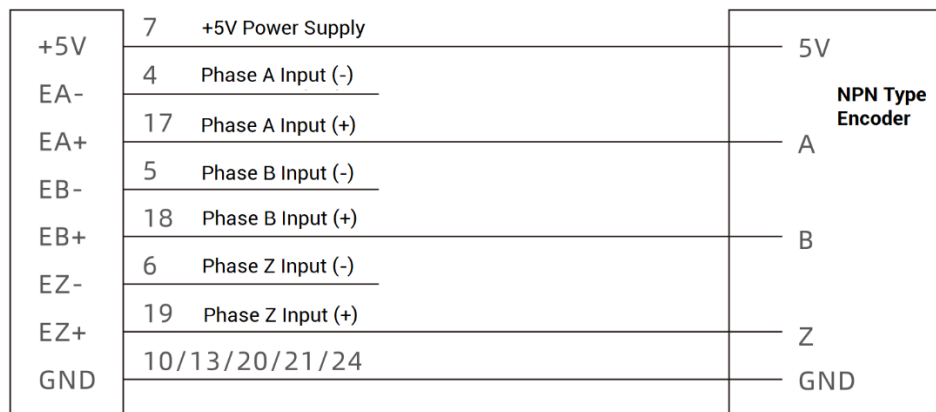 +5V 7 +5V Power Supply 5V
EA- 4 Phase A Input (-)
NPN Type
Encoder
EA+ 17 Phase A Input (+) A
EB- 5 Phase B Input (-)
EB+ 18 Phase B Input (+) B
EZ- 6 Phase Z Input (-)
EZ+ 19 Phase Z Input (+) Z
GND 10/13/20/21/24 GND